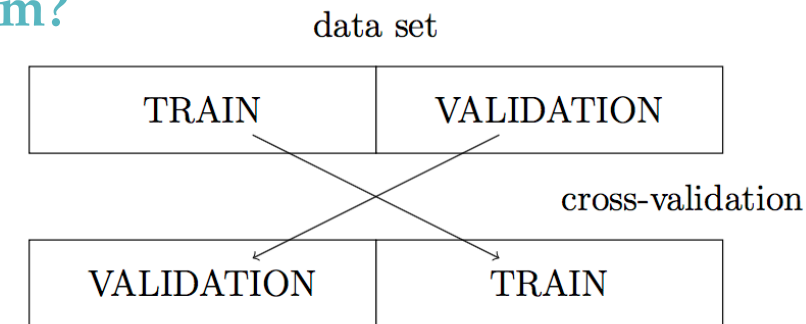 m?
data set
TRAIN VALIDATION
cross-validation
VALIDATION TRAIN